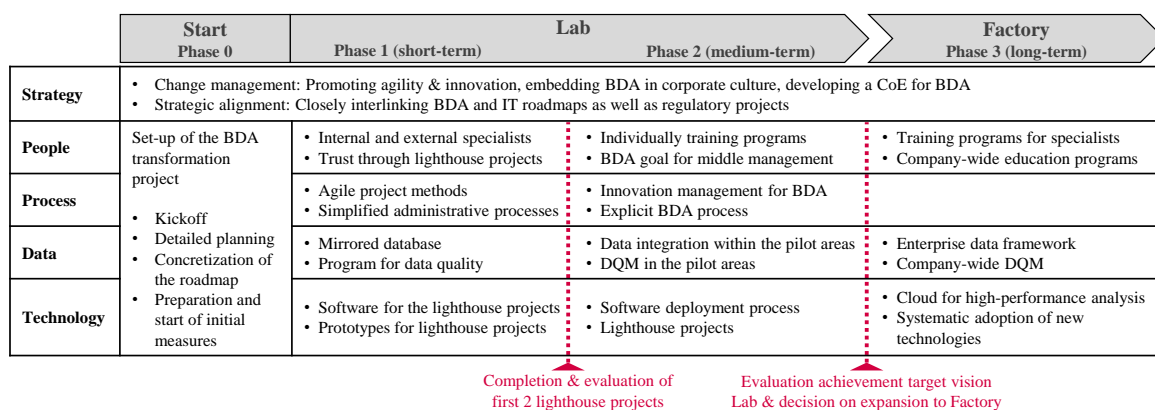 Start
Phase 0
Lab
Phase 1 (short-term)
Phase 2 (medium-term)
Factory
Phase 3 (long-term)
Strategy
• Change management: Promoting agility & innovation, embedding BDA in corporate culture, developing a CoE for BDA
• Strategic alignment: Closely interlinking BDA and IT roadmaps as well as regulatory projects
Set-up of the BDA
transformation
project
• Kickoff
• Detailed planning
• Concretization of
the roadmap
• Preparation and
start of initial
measures
People
• Internal and external specialists
• Trust through lighthouse projects
• Individually training programs
• BDA goal for middle management
• Training programs for specialists
• Company-wide education programs
Process
• Agile project methods
• Simplified administrative processes
• Innovation management for BDA
• Explicit BDA process
Data
• Mirrored database
• Program for data quality
• Data integration within the pilot areas
• DQM in the pilot areas
• Enterprise data framework
• Company-wide DQM
Technology
• Software for the lighthouse projects
• Prototypes for lighthouse projects
• Software deployment process
• Lighthouse projects
• Cloud for high-performance analysis
• Systematic adoption of new
technologies
Completion & evaluation of
first 2 lighthouse projects
Evaluation achievement target vision
Lab & decision on expansion to Factory